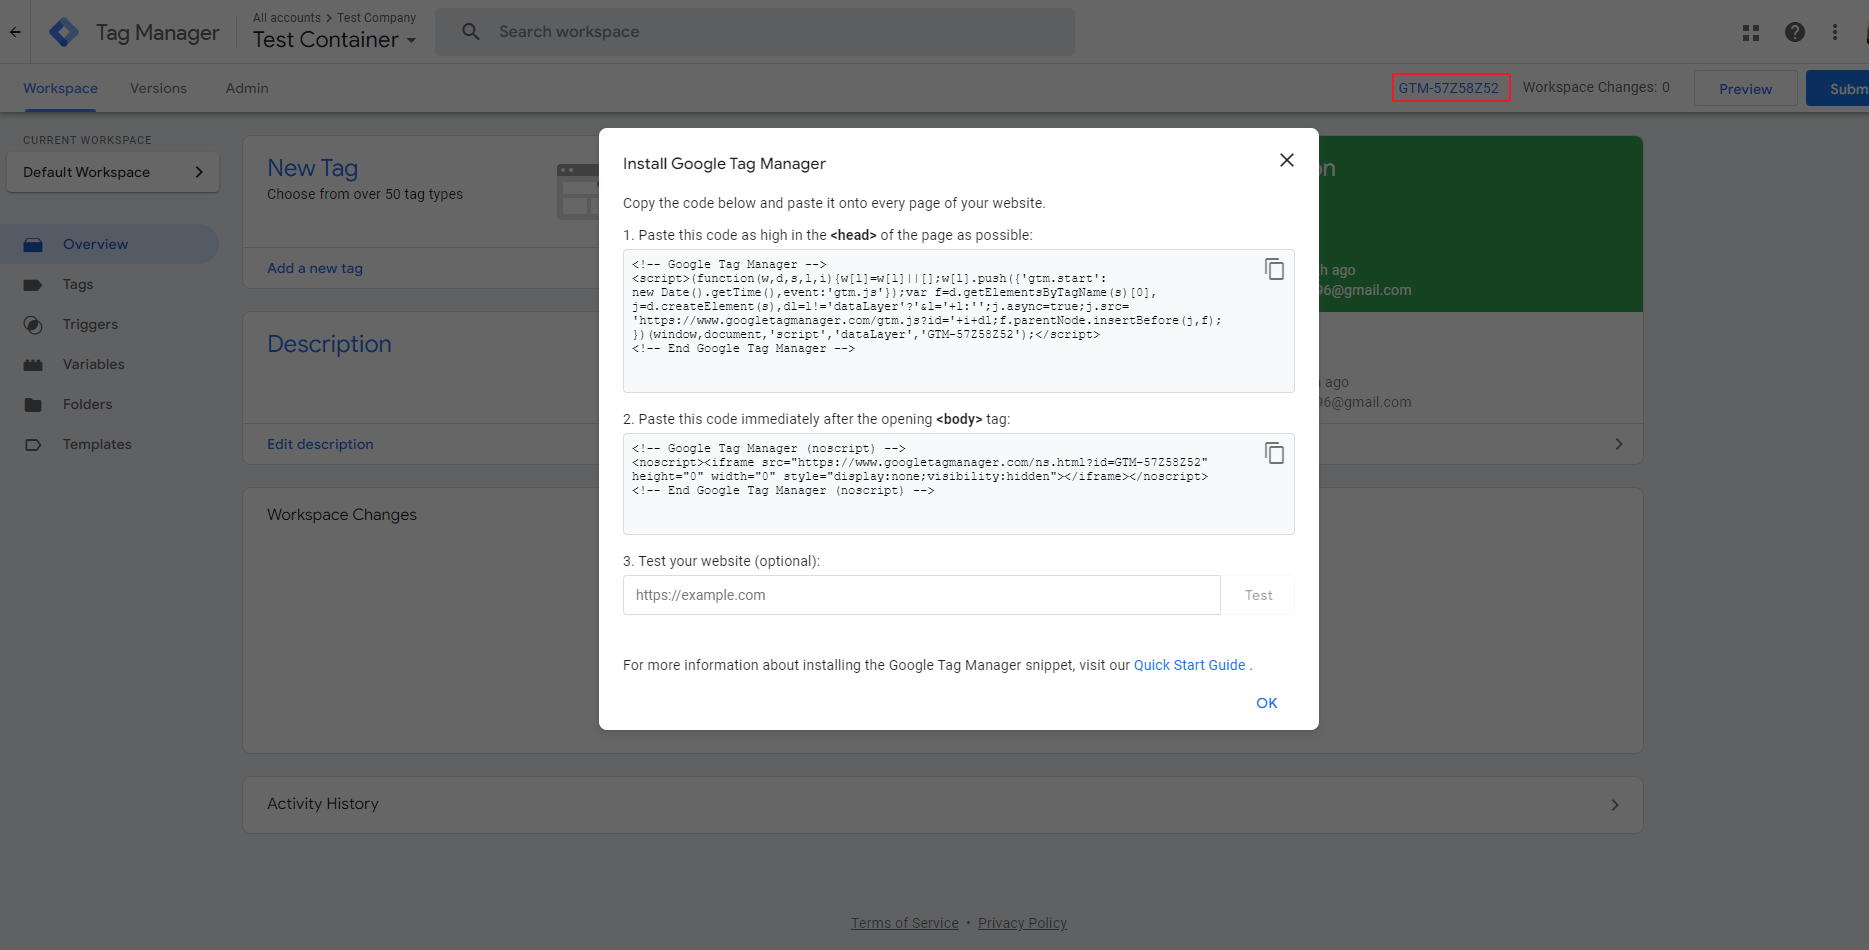 Tag Manager
All accounts > Test Company
Test Container
Search workspace
Workspace
Versions
Admin
GTM-57Z58Z52
Workspace Changes: 0
Preview
Subm
CURRENT WORKSPACE
Default Workspace
Overview
Tags
Triggers
Variables
Folders
Templates
New Tag
Choose from over 50 tag types
Add a new tag
Description
Edit description
Workspace Changes
Activity History
on
h ago
96@gmail.com
ago
96@gmail.com
Install Google Tag Manager
Copy the code below and paste it onto every page of your website.
1. Paste this code as high in the <head> of the page as possible:
<!-- Google Tag Manager -->
<script>(function(w,d,s,l,i){w[l]=w[l]||[];w[l].push({'gtm.start':
new Date().getTime(),event:'gtm.js'});var f=d.getElementsByTagName(s)[0],
j=d.createElement(s),dl=l!='dataLayer'?'&l='+l:'';j.async=true;j.src=
'https://www.googletagmanager.com/gtm.js?id='+i+dl;f.parentNode.insertBefore(j,f);
})(window,document,'script','dataLayer','GTM-57Z58Z52');</script>
<!-- End Google Tag Manager -->
2. Paste this code immediately after the opening <body> tag:
<!-- Google Tag Manager (noscript) -->
<noscript><iframe src="https://www.googletagmanager.com/ns.html?id=GTM-57Z58Z52"
height="0" width="0" style="display:none;visibility:hidden"></iframe></noscript>
<!-- End Google Tag Manager (noscript) -->
3. Test your website (optional):
https://example.com
Test
For more information about installing the Google Tag Manager snippet, visit our Quick Start Guide .
OK
Terms of Service • Privacy Policy